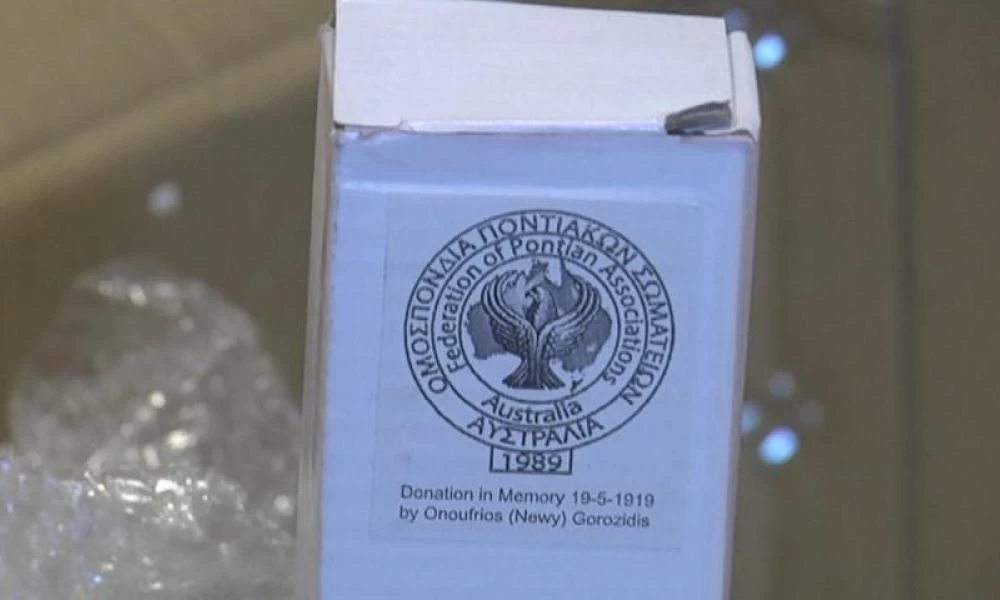 ΟΜΟΣΠΟΝΔΙΑ ΠΟΝΤΙΑΚΩΝ ΣΩΜΑΤΕΙΩΝ
Federation of Pontian Associations
Australia
ΑΥΣΤΡΑΛΙΑ
1989
Donation in Memory 19-5-1919
by Onoufrios (Newy) Gorozidis